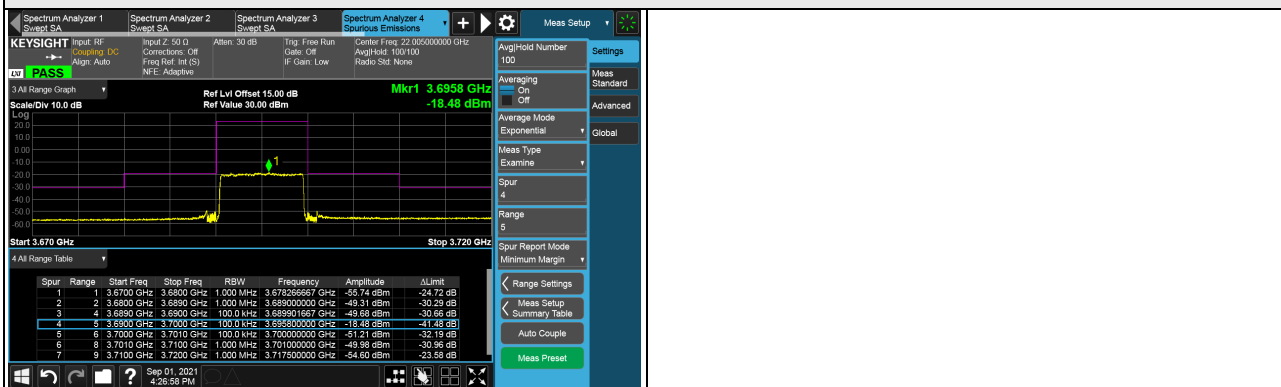 Spectrum Analyzer 1
Swept SA
Spectrum Analyzer 2
Swept SA
Spectrum Analyzer 3
Swept SA
Spectrum Analyzer 4
Spurious Emissions
Meas Setup
KEYSIGHT
Input: RF
Coupling: DC
Align: Auto
Input Z: 50 Ω
Corrections: Off
Freq Ref: Int (S)
NFE: Adaptive
Atten: 30 dB
Trig: Free Run
Gate: Off
IF Gain: Low
Center Freq: 22.005000000 GHz
Avg|Hold: 100/100
Radio Std: None
LXI PASS
3 All Range Graph
Scale/Div 10.0 dB
Ref Lvl Offset 15.00 dB
Ref Value 30.00 dBm
Mkr1 3.6958 GHz
-18.48 dBm
Log
20.0
10.0
0.00
-10.0
-20.0
-30.0
-40.0
-50.0
-60.0
1
Start 3.670 GHz
Stop 3.720 GHz
4 All Range Table
Spur Range Start Freq Stop Freq RBW Frequency Amplitude ΔLimit
1 1 3.6700 GHz 3.6800 GHz 1.000 MHz 3.678266667 GHz -55.74 dBm -24.72 dB
2 2 3.6800 GHz 3.6890 GHz 1.000 MHz 3.689000000 GHz -49.31 dBm -30.29 dB
3 4 3.6890 GHz 3.6900 GHz 100.0 kHz 3.689901667 GHz -49.68 dBm -30.66 dB
4 5 3.6900 GHz 3.7000 GHz 100.0 kHz 3.695800000 GHz -18.48 dBm -41.48 dB
5 6 3.7000 GHz 3.7010 GHz 100.0 kHz 3.700000000 GHz -51.21 dBm -32.19 dB
6 8 3.7010 GHz 3.7100 GHz 1.000 MHz 3.701000000 GHz -49.98 dBm -30.96 dB
7 9 3.7100 GHz 3.7200 GHz 1.000 MHz 3.717500000 GHz -54.60 dBm -23.58 dB
Avg|Hold Number
100
Averaging
On
Off
Average Mode
Exponential
Meas Type
Examine
Spur
4
Range
5
Spur Report Mode
Minimum Margin
Range Settings
Meas Setup
Summary Table
Auto Couple
Meas Preset
Settings
Meas
Standard
Advanced
Global
?
Sep 01, 2021
4:26:58 PM